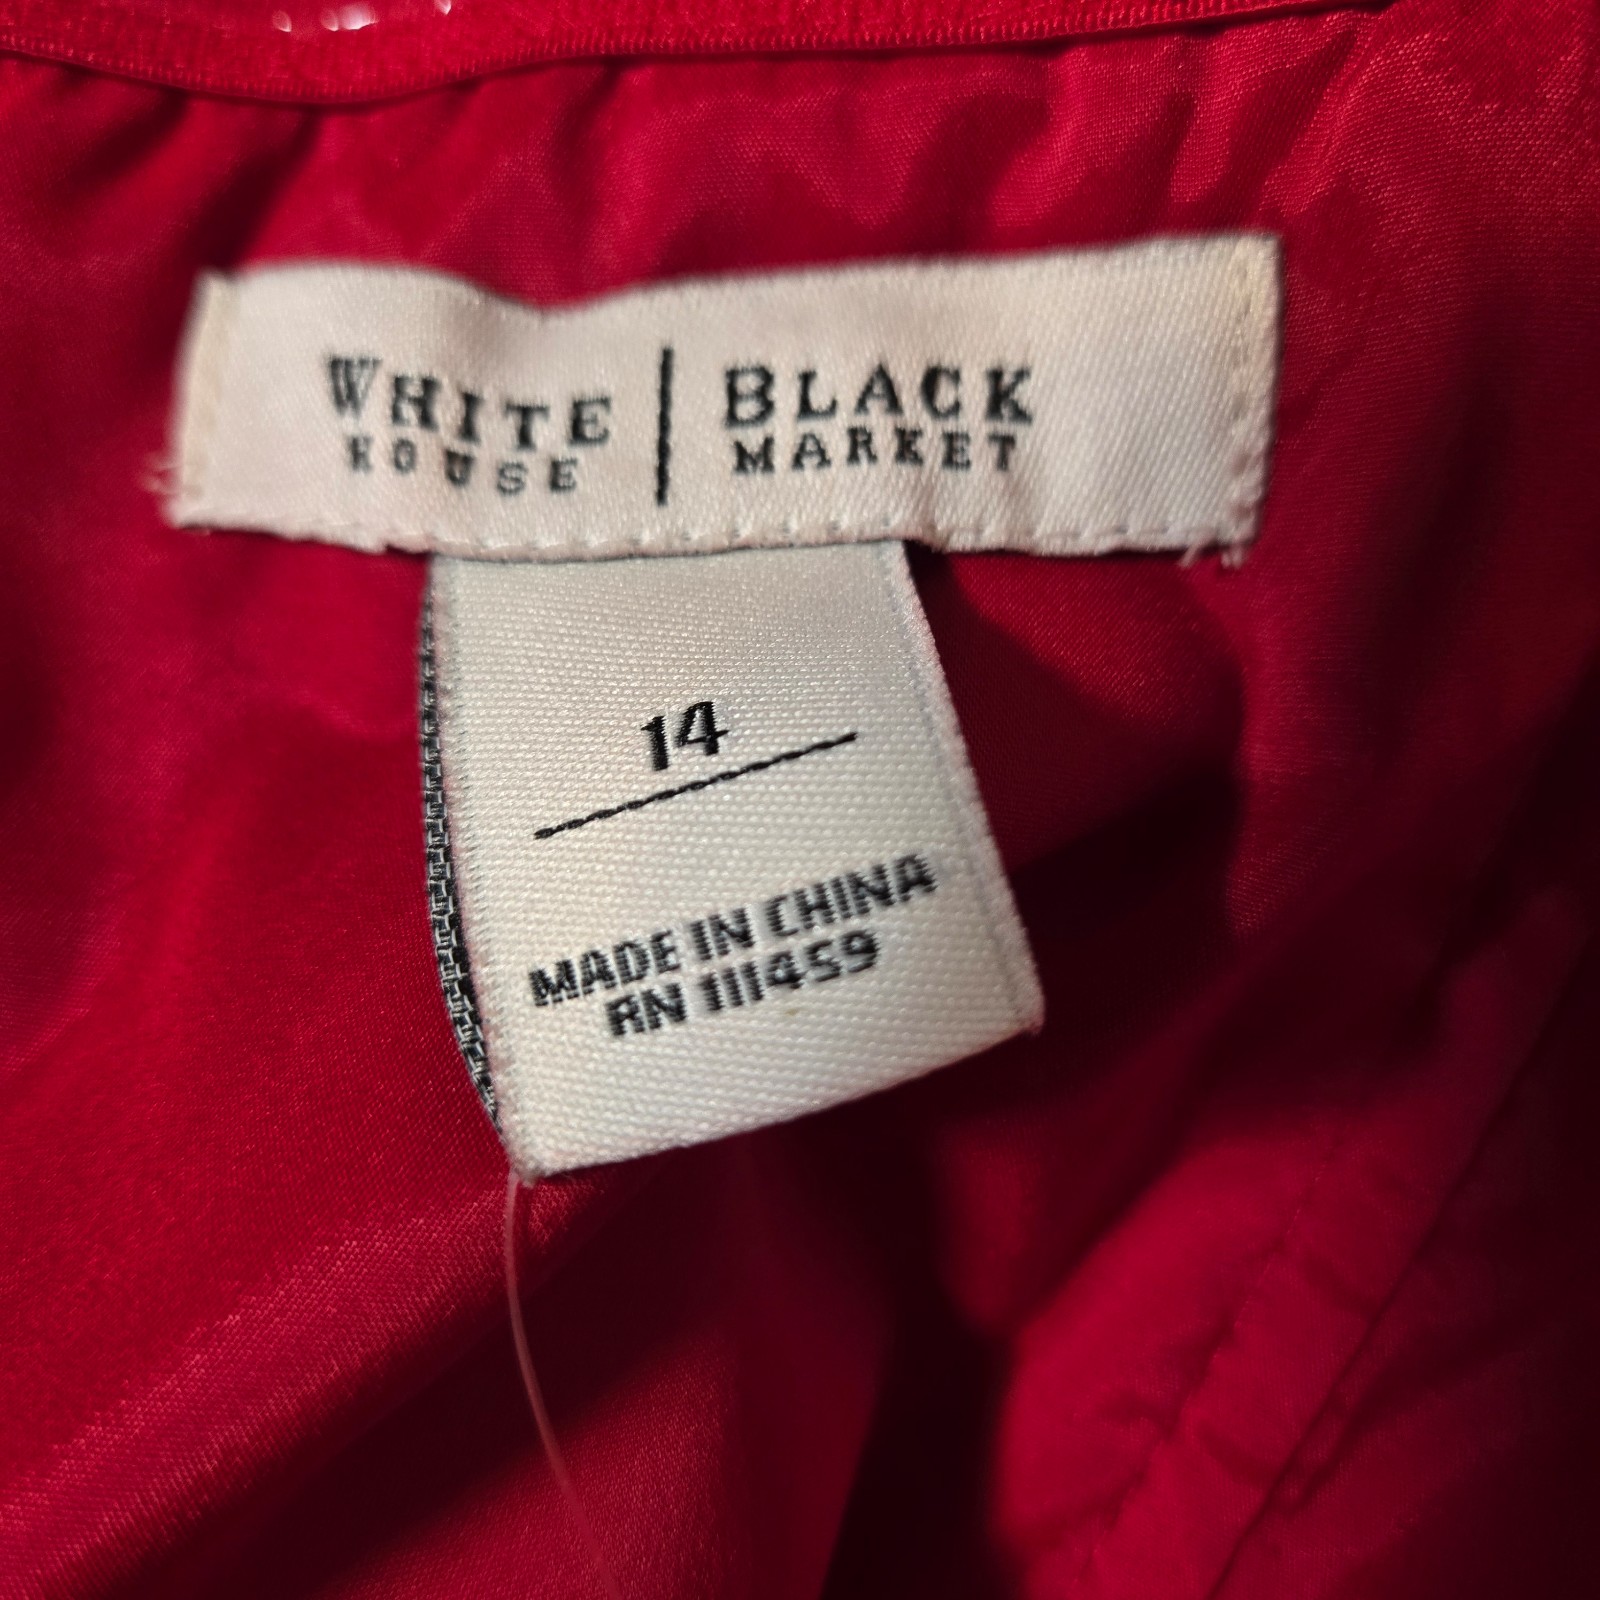 WHITE | BLACK
HOUSE MARKET
14
MADE IN CHINA
RN 111459